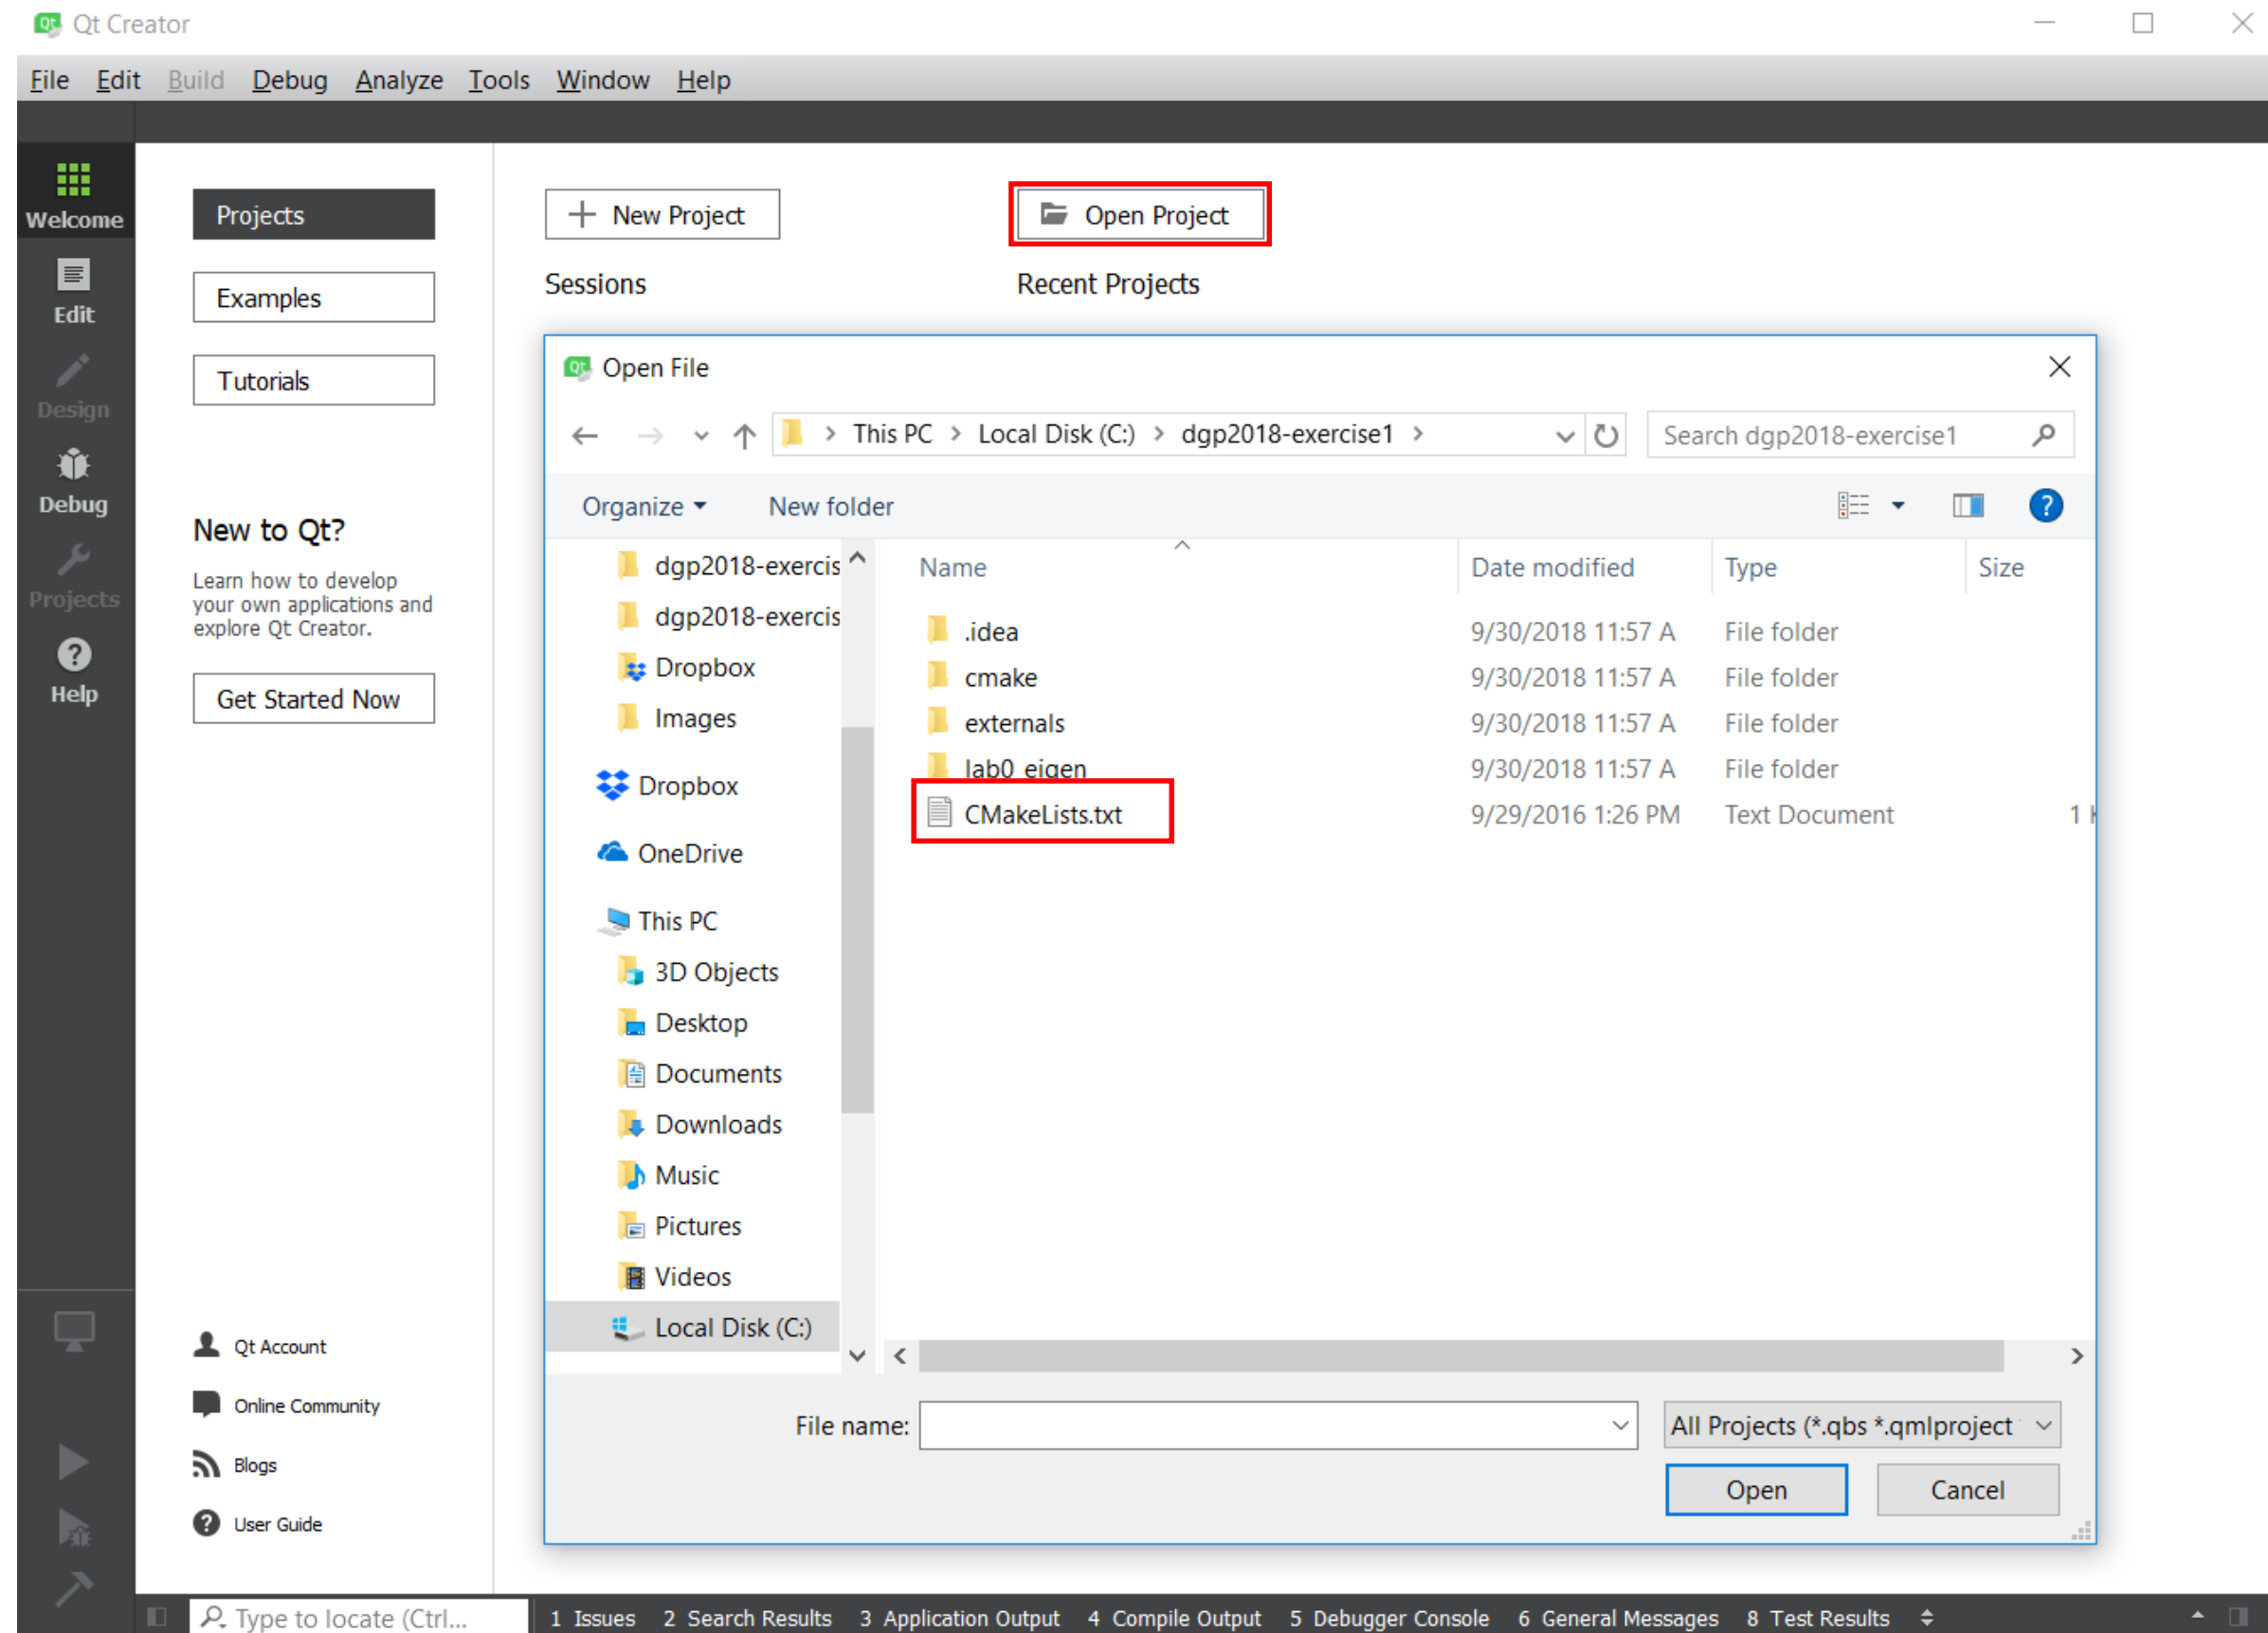 Qt Creator
File Edit Build Debug Analyze Tools Window Help
Welcome
Edit
Design
Debug
Projects
Help
Projects
Examples
Tutorials
New to Qt?
Learn how to develop
your own applications and
explore Qt Creator.
Get Started Now
Qt Account
Online Community
Blogs
User Guide
New Project
Open Project
Sessions
Recent Projects
Open File
This PC > Local Disk (C:) > dgp2018-exercise1 >
Search dgp2018-exercise1
Organize New folder
dgp2018-exercis
dgp2018-exercis
Dropbox
Images
Dropbox
OneDrive
This PC
3D Objects
Desktop
Documents
Downloads
Music
Pictures
Videos
Local Disk (C:)
Name Date modified Type Size
.idea 9/30/2018 11:57 A File folder
cmake 9/30/2018 11:57 A File folder
externals 9/30/2018 11:57 A File folder
lab0_eigen 9/30/2018 11:57 A File folder
CMakeLists.txt 9/29/2016 1:26 PM Text Document 1
File name:
All Projects (*.qbs *.qmlproject
Open Cancel
Type to locate (Ctrl...
1 Issues 2 Search Results 3 Application Output 4 Compile Output 5 Debugger Console 6 General Messages 8 Test Results